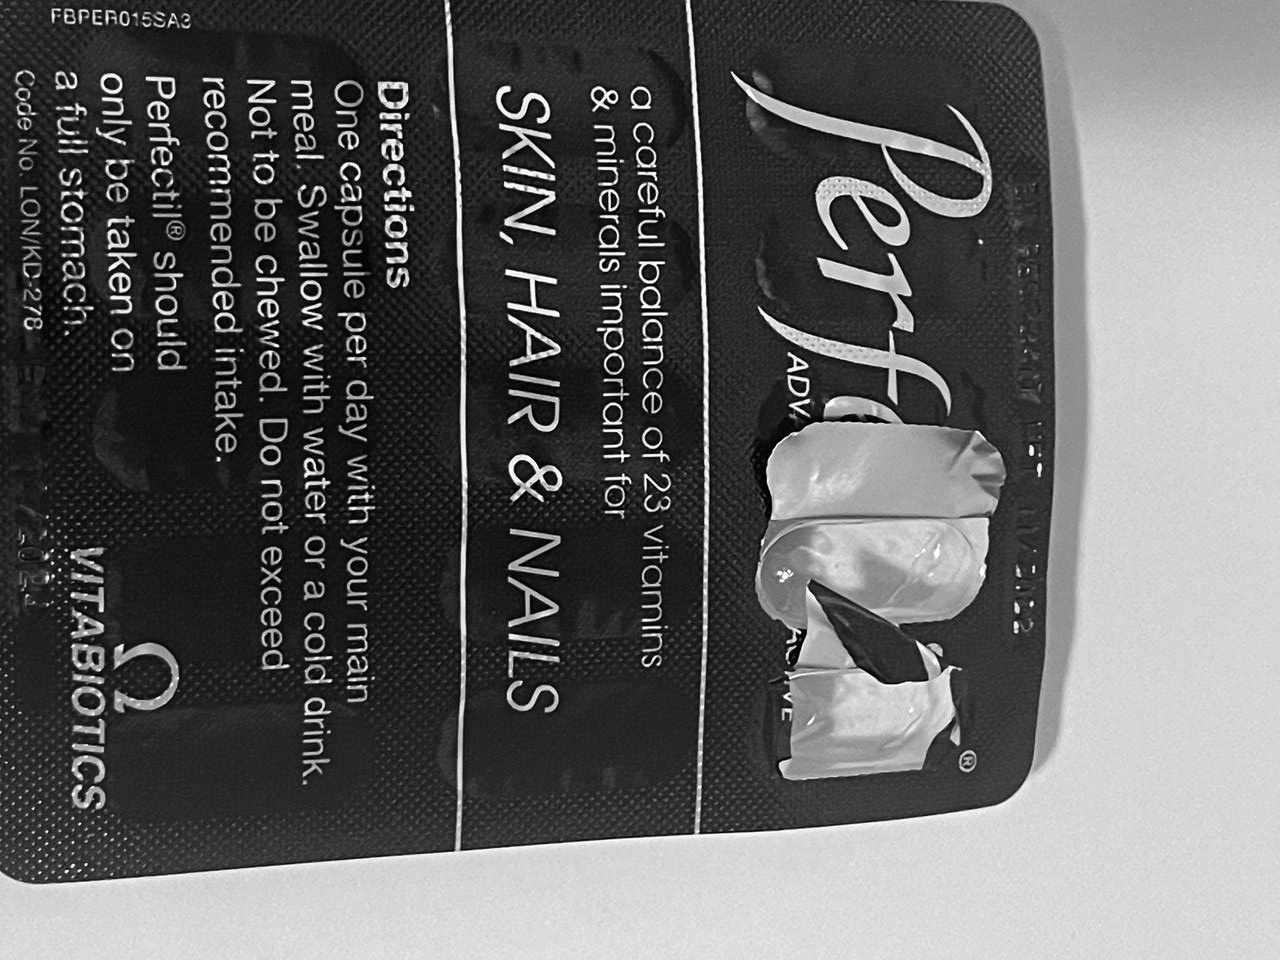 Perf
ADV
®
a careful balance of 23 vitamins
& minerals important for
SKIN, HAIR & NAILS
Directions
One capsule per day with your main
meal. Swallow with water or a cold drink.
Not to be chewed. Do not exceed
recommended intake.
Perfectil® should
only be taken on
a full stomach.
VITABIOTICS
Code No. LON/KD-278
FBPER015SA3